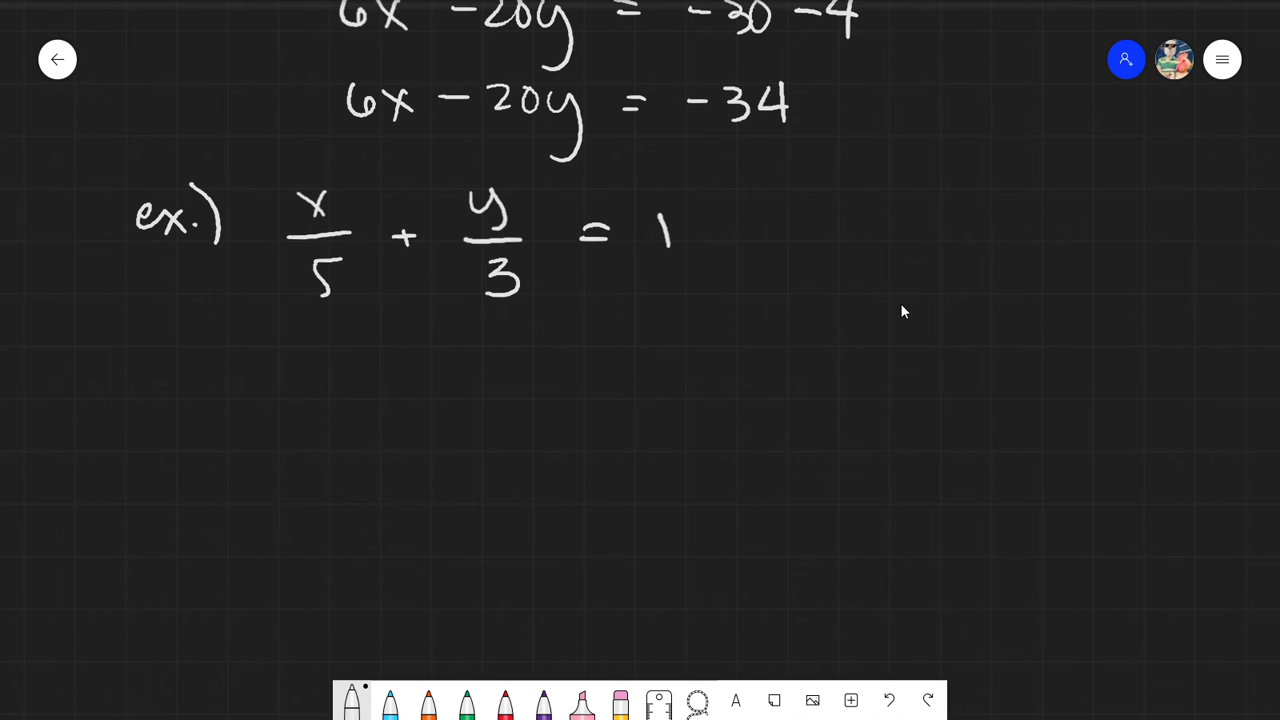 6x - 20y = -30 - 4
6x - 20y = -34
ex.) x/5 + y/3 = 1
A